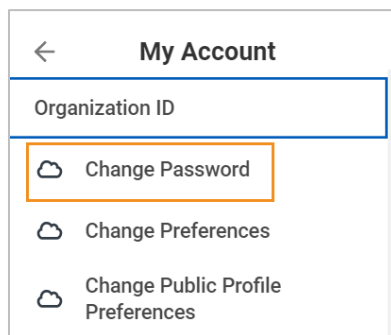 My Account
Organization ID
Change Password
Change Preferences
Change Public Profile
Preferences